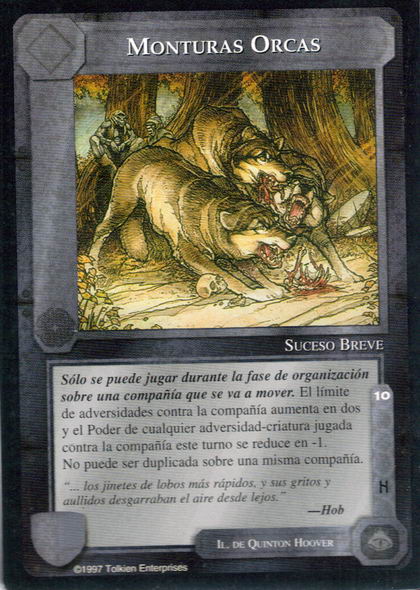 MONTURAS ORCAS
SUCESO BREVE
Sólo se puede jugar durante la fase de organización
sobre una compañía que se va a mover. El límite
de adversidades contra la compañía aumenta en dos
y el Poder de cualquier adversidad-criatura jugada
contra la compañía este turno se reduce en -1.
No puede ser duplicada sobre una misma compañía.
10
"... los jinetes de lobos más rápidos, y sus gritos y
aullidos desgarraban el aire desde lejos."
—Hob
IL. DE QUINTON HOOVER
©1997 Tolkien Enterprises